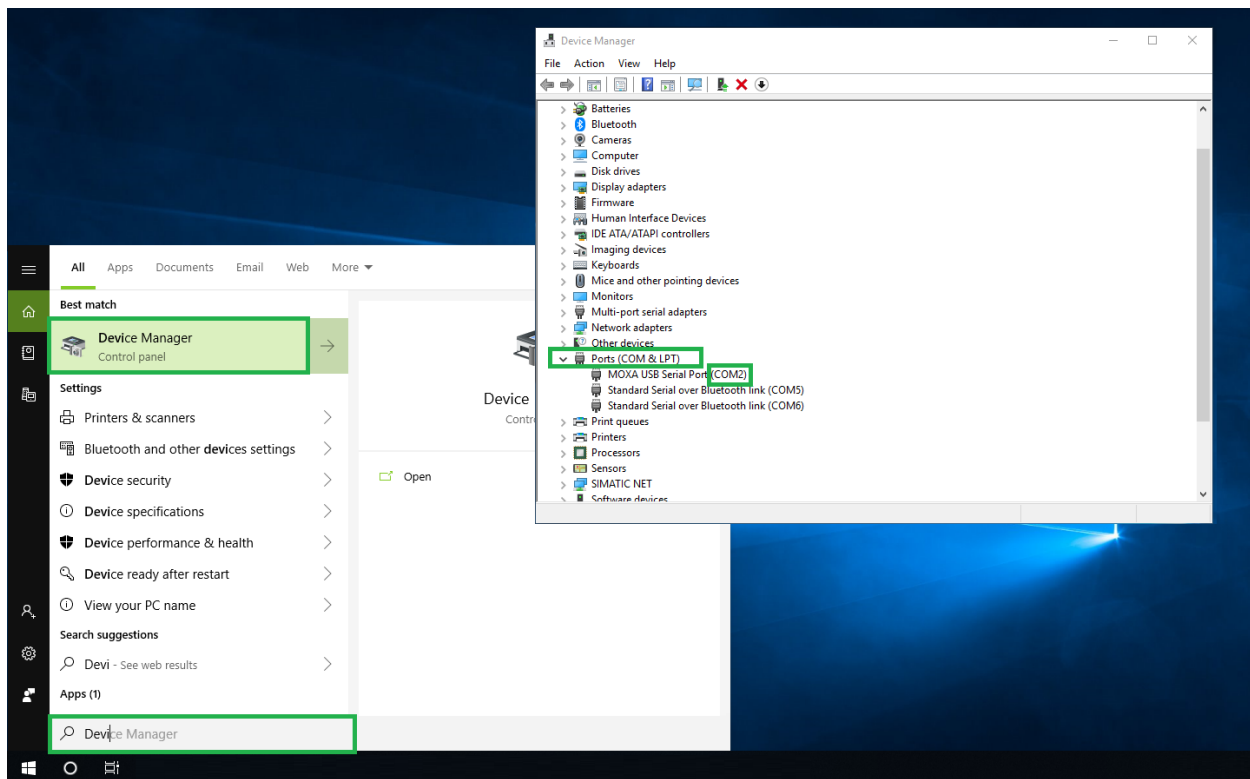 Device Manager
File Action View Help
Batteries
Bluetooth
Cameras
Computer
Disk drives
Display adapters
Firmware
Human Interface Devices
IDE ATA/ATAPI controllers
Imaging devices
Keyboards
Mice and other pointing devices
Monitors
Multi-port serial adapters
Network adapters
Other devices
Ports (COM & LPT)
MOXA USB Serial Port (COM2)
Standard Serial over Bluetooth link (COM5)
Standard Serial over Bluetooth link (COM6)
Print queues
Printers
Processors
Sensors
SIMATIC NET
Software devices
All Apps Documents Email Web More
Best match
Device Manager
Control panel
Settings
Printers & scanners
Bluetooth and other devices settings
Device security
Device specifications
Device performance & health
Device ready after restart
View your PC name
Search suggestions
Devi - See web results
Apps (1)
Device Manager
Device
Contr
Open